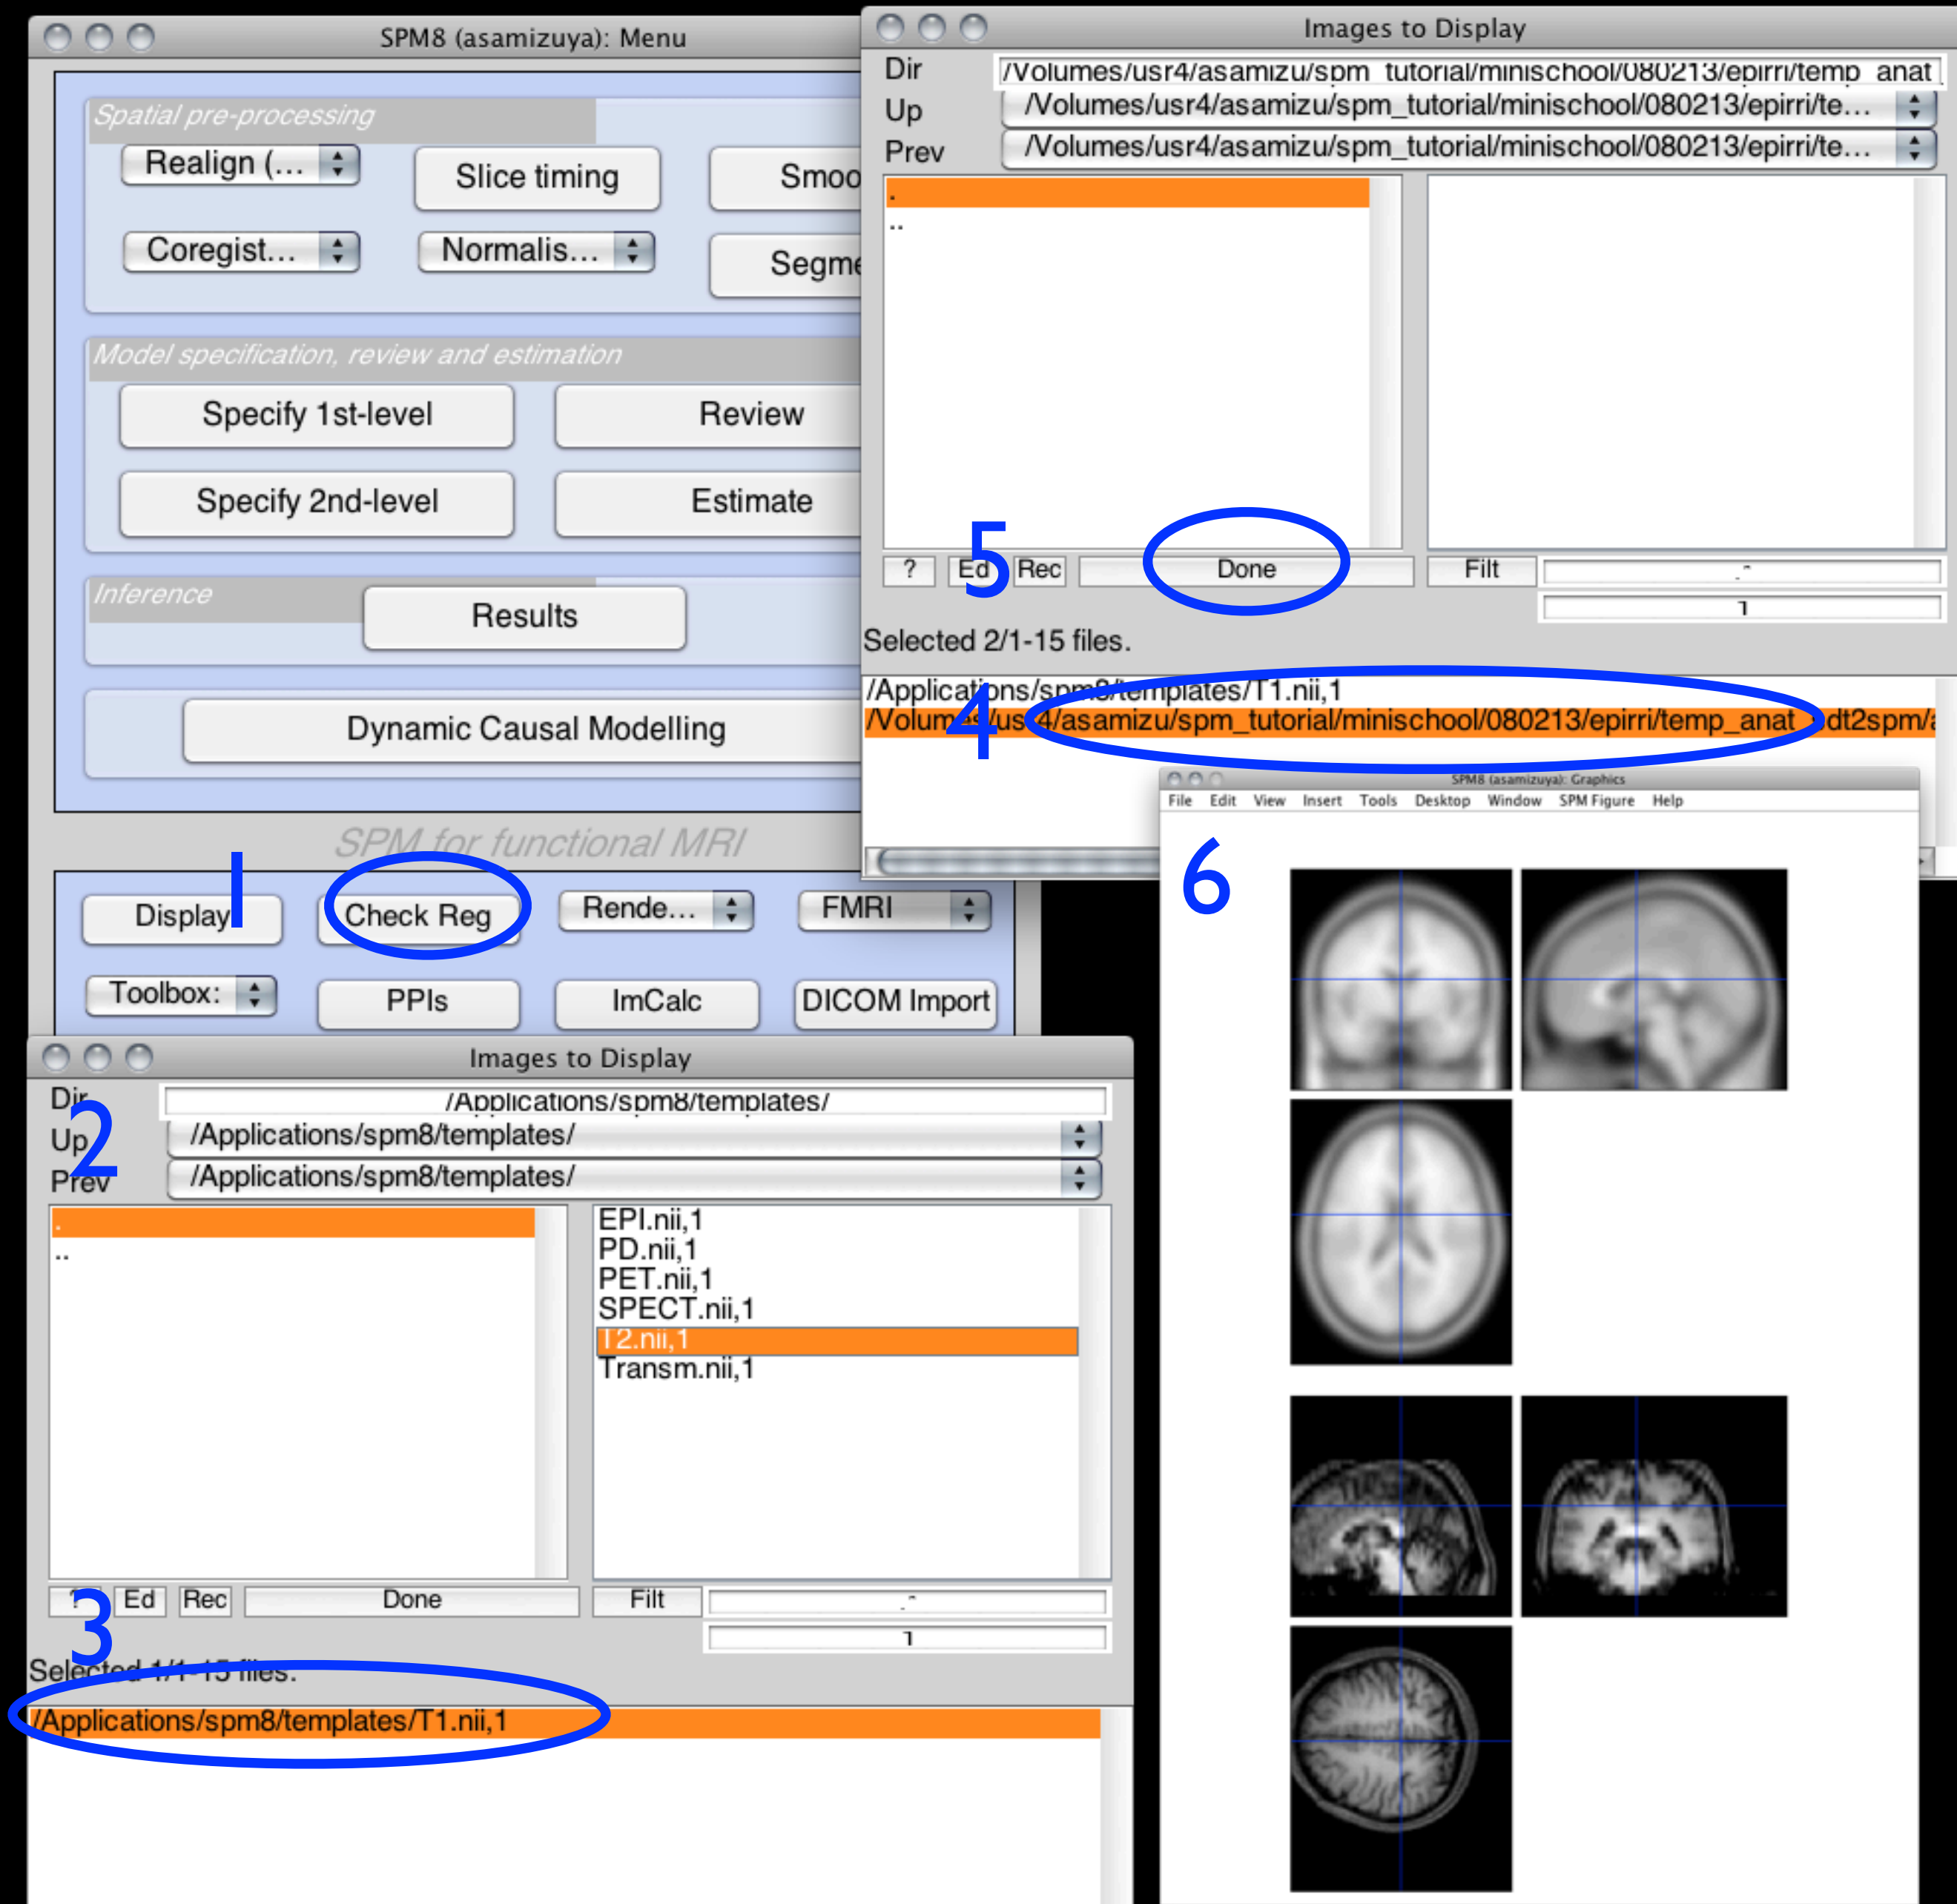 SPM8 (asamizuya): Menu
Spatial pre-processing
Realign (...
Slice timing
Smoo
Coregist...
Normalis...
Segme
Model specification, review and estimation
Specify 1st-level
Review
Specify 2nd-level
Estimate
Inference
Results
Dynamic Causal Modelling
SPM for functional MRI
1
Display
Check Reg
Rende...
FMRI
Toolbox:
PPIs
ImCalc
DICOM Import
Images to Display
Dir
/Applications/spm8/templates/
2
Up
/Applications/spm8/templates/
Prev
/Applications/spm8/templates/
.
..
EPI.nii,1
PD.nii,1
PET.nii,1
SPECT.nii,1
T2.nii,1
Transm.nii,1
?
Ed
Rec
Done
Filt
.*
1
3
Selected 1/1-15 files.
/Applications/spm8/templates/T1.nii,1
Images to Display
Dir
/Volumes/usr4/asamizu/spm_tutorial/minischool/080213/epirri/temp_anat
Up
/Volumes/usr4/asamizu/spm_tutorial/minischool/080213/epirri/te...
Prev
/Volumes/usr4/asamizu/spm_tutorial/minischool/080213/epirri/te...
.
..
5
?
Ed
Rec
Done
Filt
.*
1
Selected 2/1-15 files.
/Applications/spm8/templates/T1.nii,1
4
/Volumes/usr4/asamizu/spm_tutorial/minischool/080213/epirri/temp_anat_sdt2spm/a
SPM8 (asamizuya): Graphics
File Edit View Insert Tools Desktop Window SPM Figure Help
6